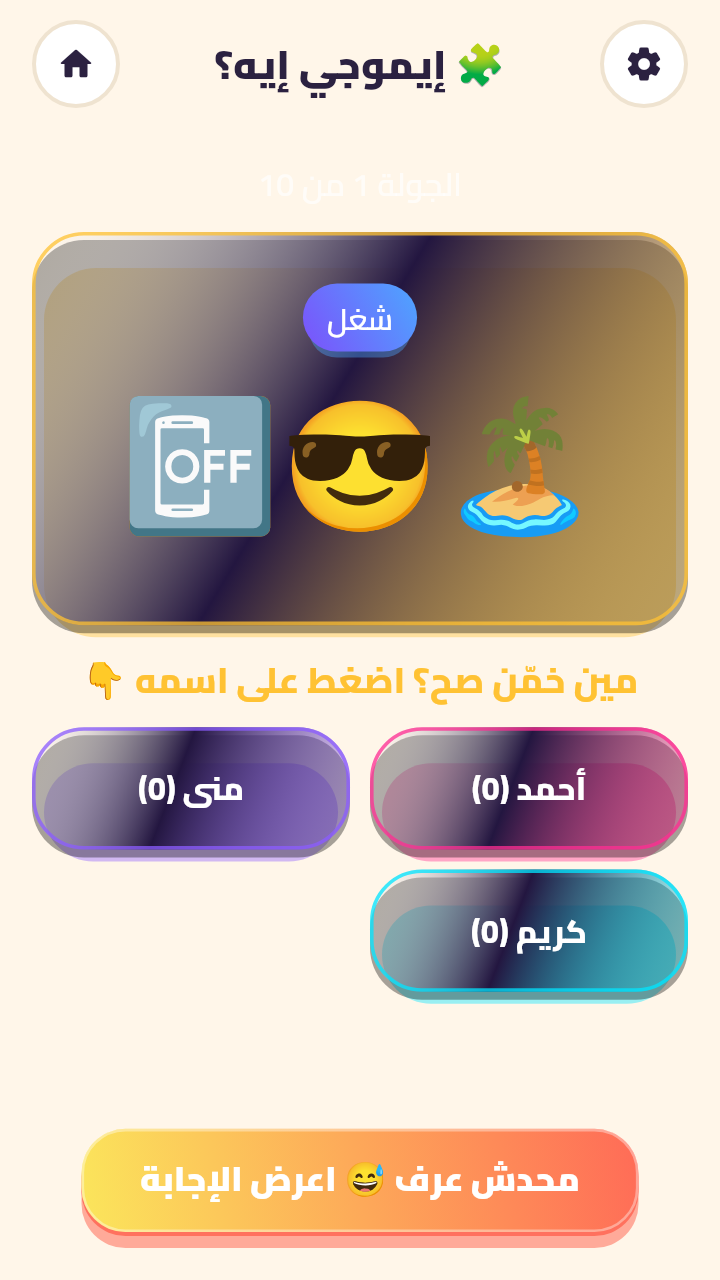 🧩 إيموجي إيه؟
الجولة 1 من 10
شغل
OFF
مين خمّن صح؟ اضغط على اسمه 👇
أحمد (0)
منى (0)
كريم (0)
محدش عرف 😅 اعرض الإجابة